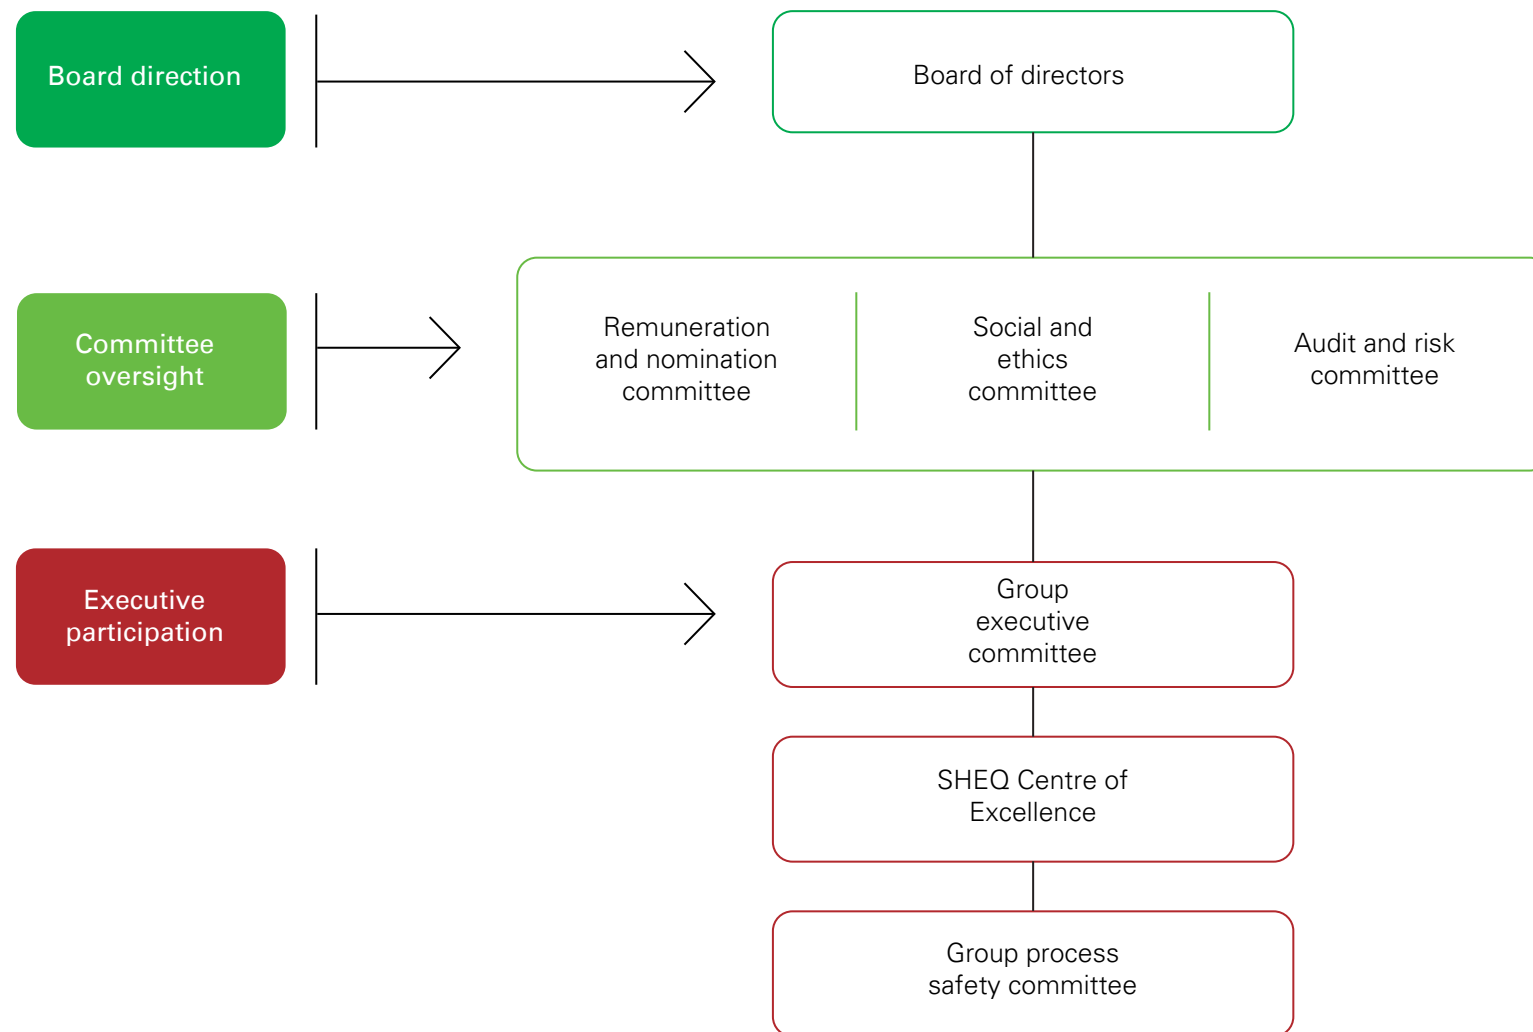 Board direction
Board of directors
Committee
oversight
Remuneration
and nomination
committee
Social and
ethics
committee
Audit and risk
committee
Executive
participation
Group
executive
committee
SHEQ Centre of
Excellence
Group process
safety committee